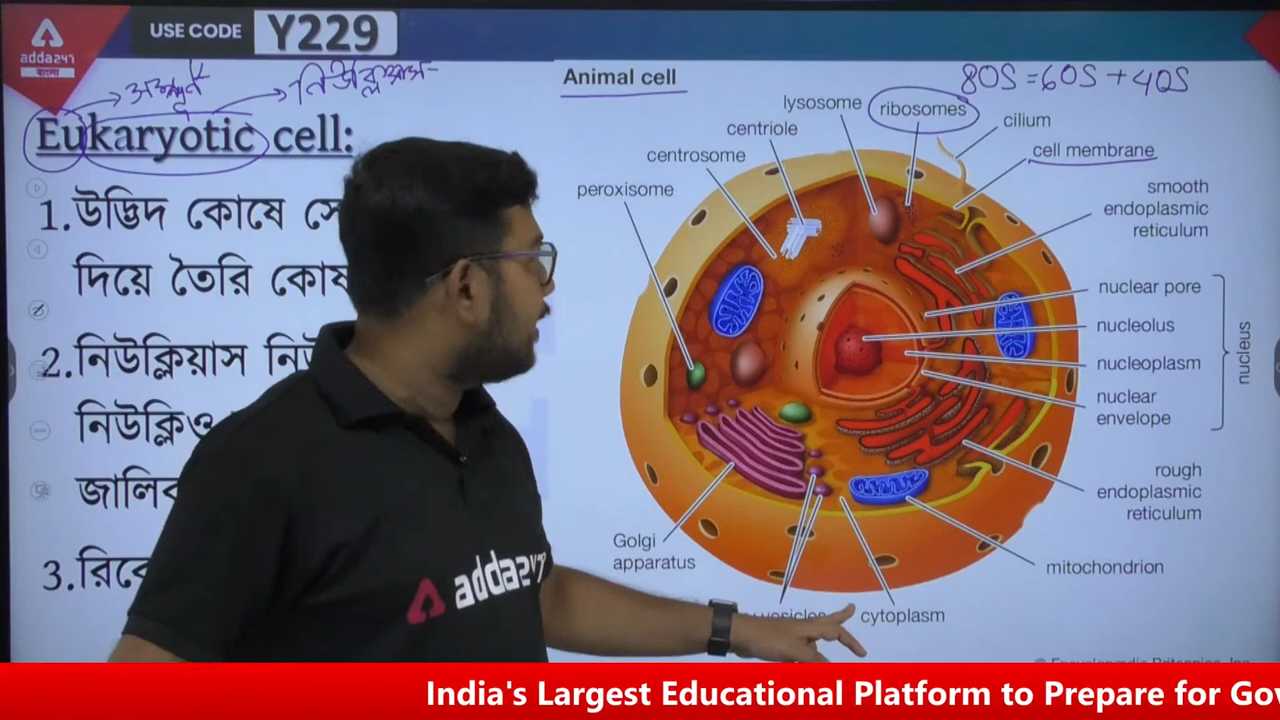 adda247
বাংলা
USE CODE
Y229
Animal cell
80S = 60S + 40S
Eukaryotic cell:
1. উদ্ভিদ কোষে
দিয়ে তৈরি কোষ
2. নিউক্লিয়াস
জালিব
lysosome
ribosomes
cilium
centriole
cell membrane
centrosome
peroxisome
smooth
endoplasmic
reticulum
nuclear pore
nucleolus
nucleoplasm
nuclear
envelope
nucleus
rough
endoplasmic
reticulum
mitochondrion
Golgi
apparatus
vesicles
cytoplasm
adda247
India's Largest Educational Platform to Prepare for Gov